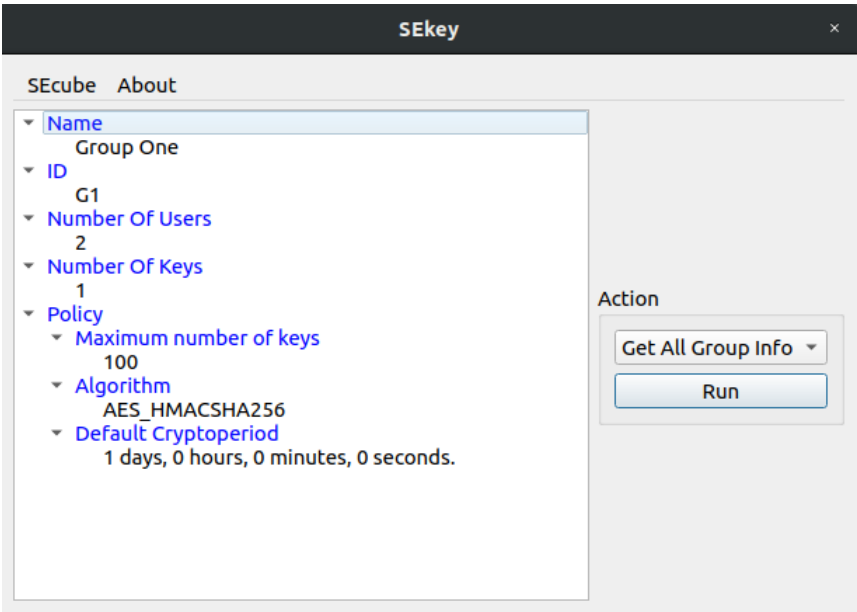 SEkey
SEcube About
Name
Group One
ID
G1
Number Of Users
2
Number Of Keys
1
Policy
Maximum number of keys
100
Algorithm
AES_HMACSHA256
Default Cryptoperiod
1 days, 0 hours, 0 minutes, 0 seconds.
Action
Get All Group Info
Run